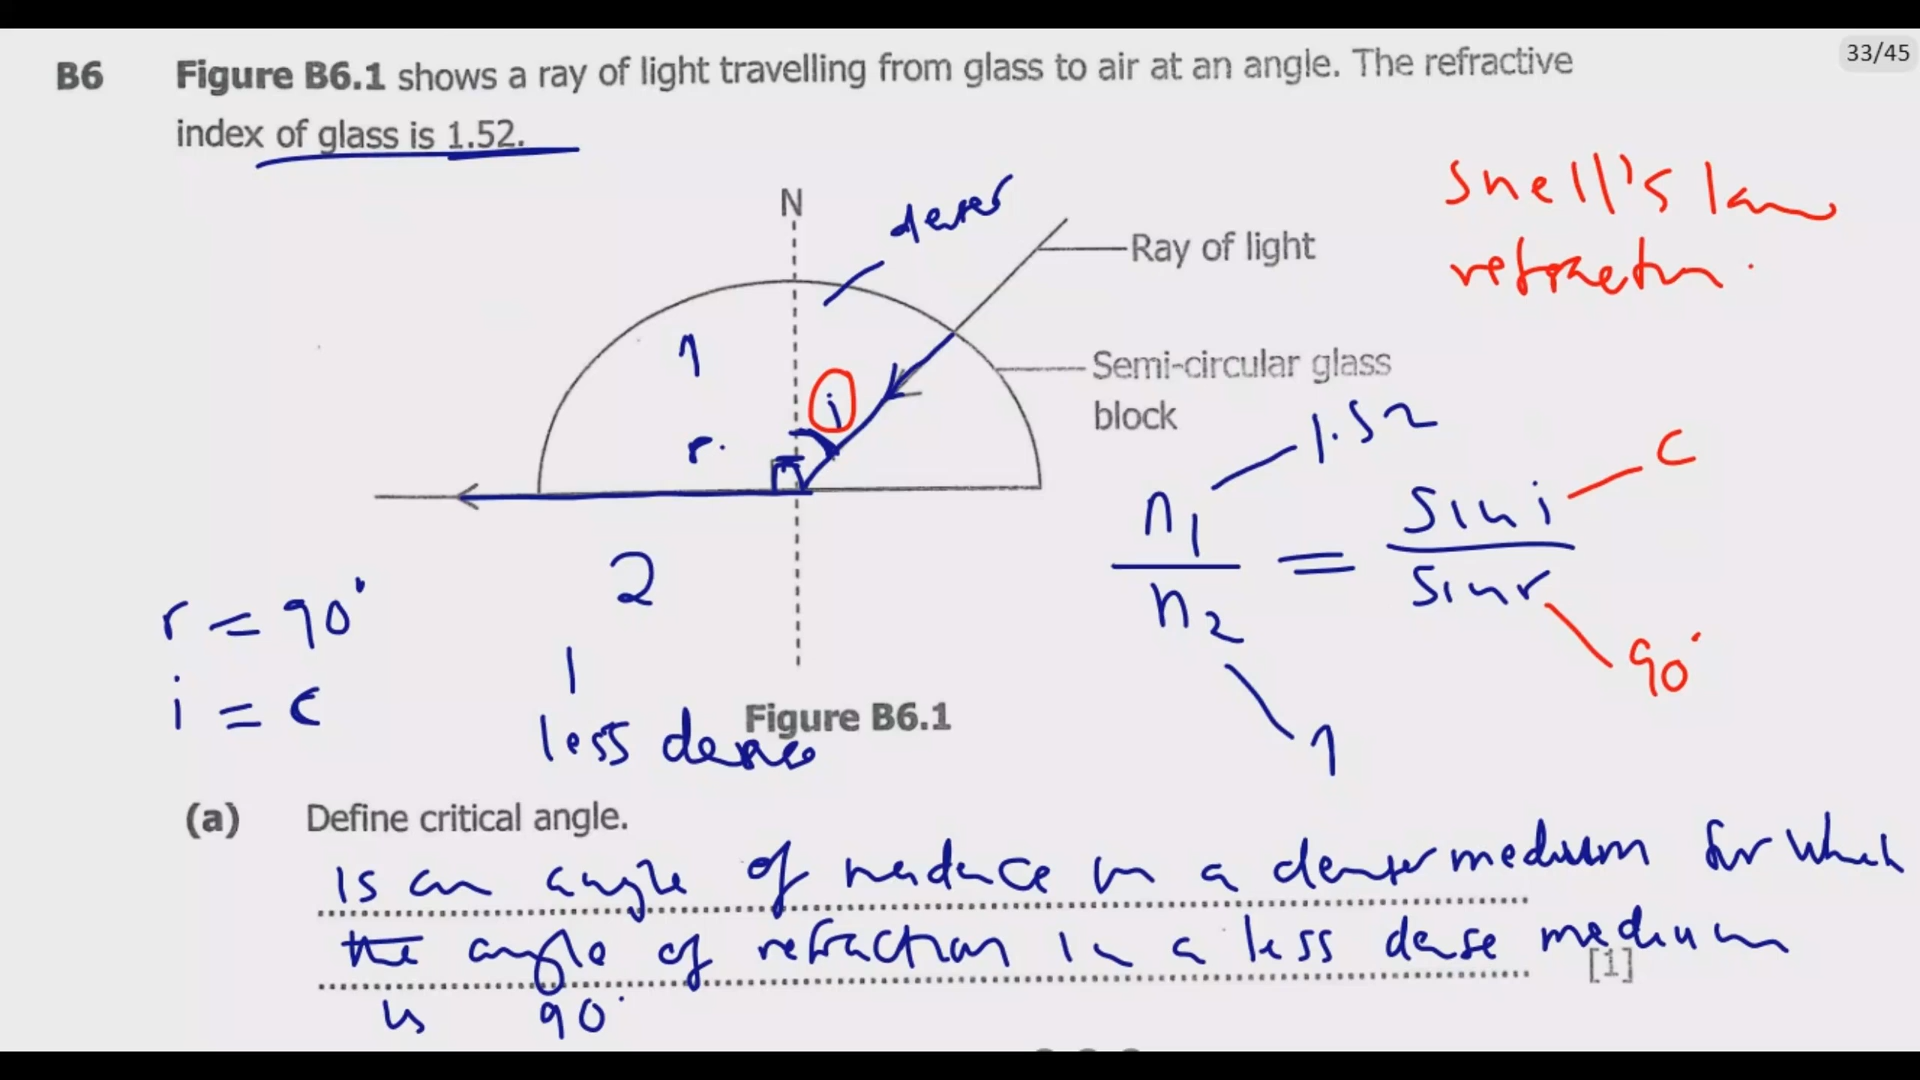 33/45
B6 Figure B6.1 shows a ray of light travelling from glass to air at an angle. The refractive
index of glass is 1.52.
snell's law
refraction.
N
denser
Ray of light
1
i
Semi-circular glass
block
r
1.52
c
n1/n2 = sin i/sin r
90°
1
2
r = 90°
i = c
1
less dense
Figure B6.1
(a) Define critical angle.
is an angle of incidence in a denser medium for which
the angle of refraction in a less dense medium
[1]
is 90°